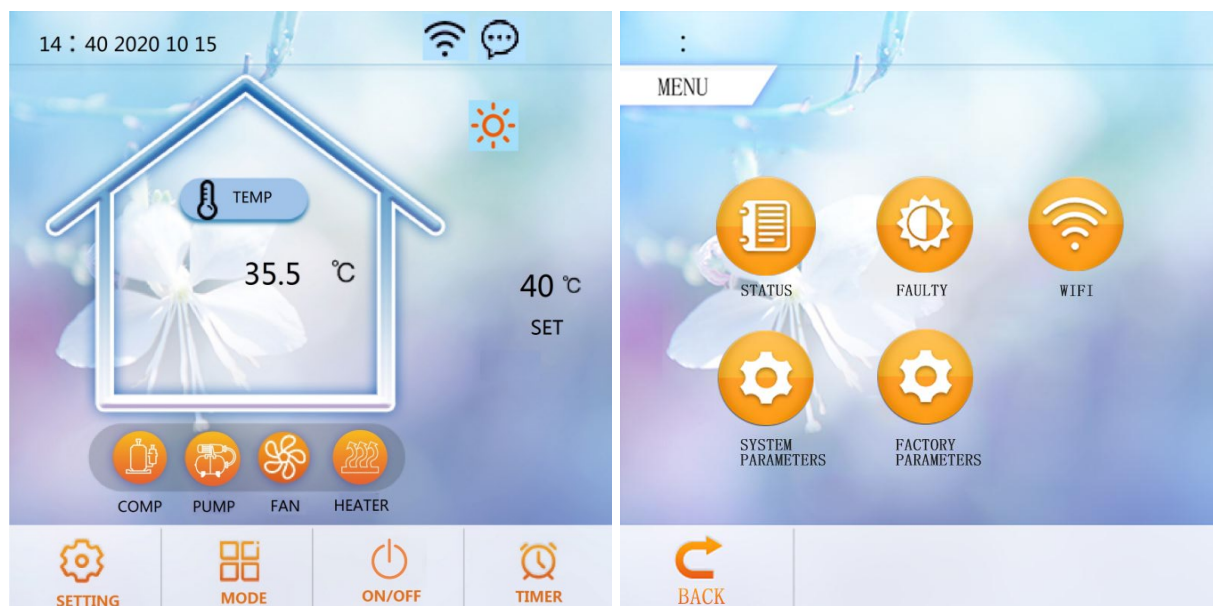 14：40 2020 10 15
TEMP
35.5 ℃
40 ℃
SET
COMP PUMP FAN HEATER
SETTING MODE ON/OFF TIMER
:
MENU
STATUS FAULTY WIFI
SYSTEM PARAMETERS
FACTORY PARAMETERS
BACK